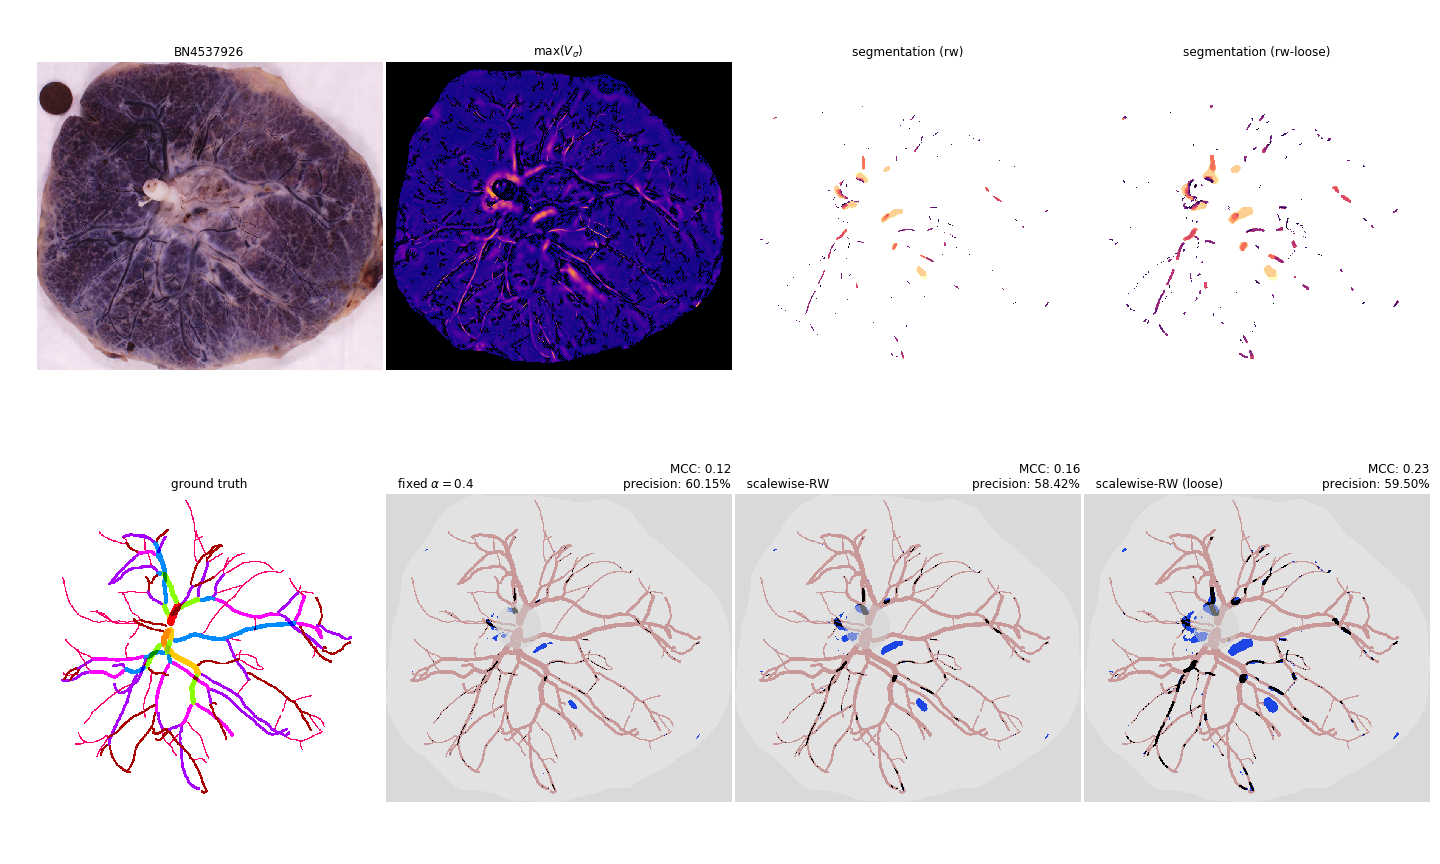 BN4537926
max(V_σ)
segmentation (rw)
segmentation (rw-loose)
ground truth
fixed α = 0.4
MCC: 0.12
precision: 60.15%
scalewise-RW
MCC: 0.16
precision: 58.42%
scalewise-RW (loose)
MCC: 0.23
precision: 59.50%